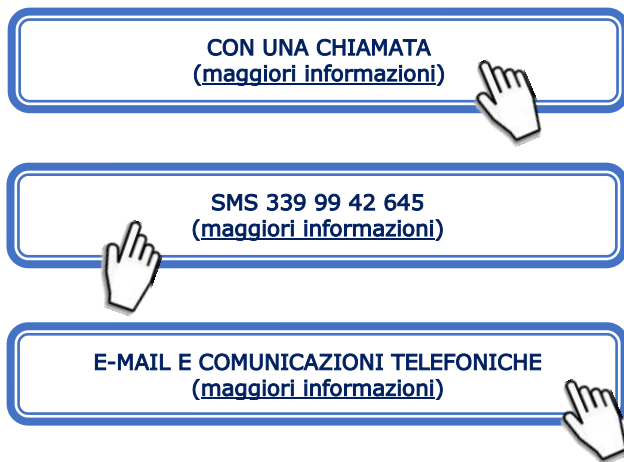 CON UNA CHIAMATA
(maggiori informazioni)
SMS 339 99 42 645
(maggiori informazioni)
E-MAIL E COMUNICAZIONI TELEFONICHE
(maggiori informazioni)